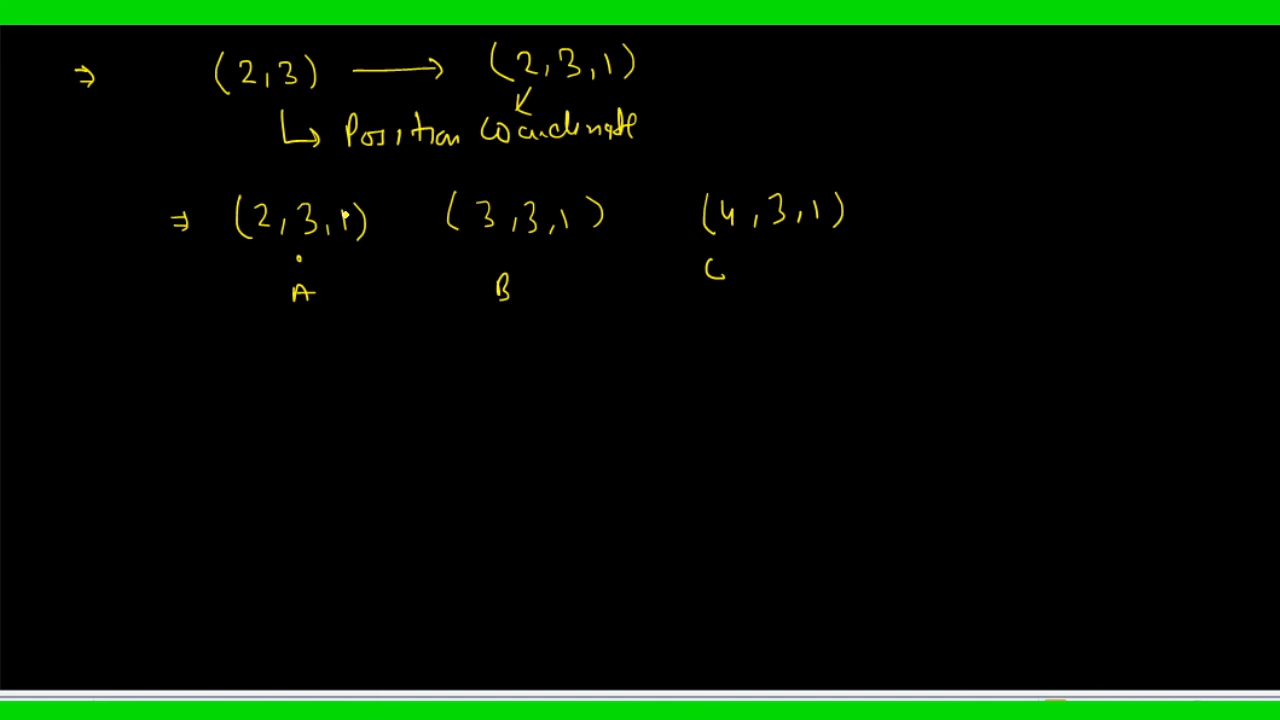 ⇒ (2,3) → (2,3,1)
↳ Position coordinate
⇒ (2,3,1) (3,3,1) (4,3,1)
A B C